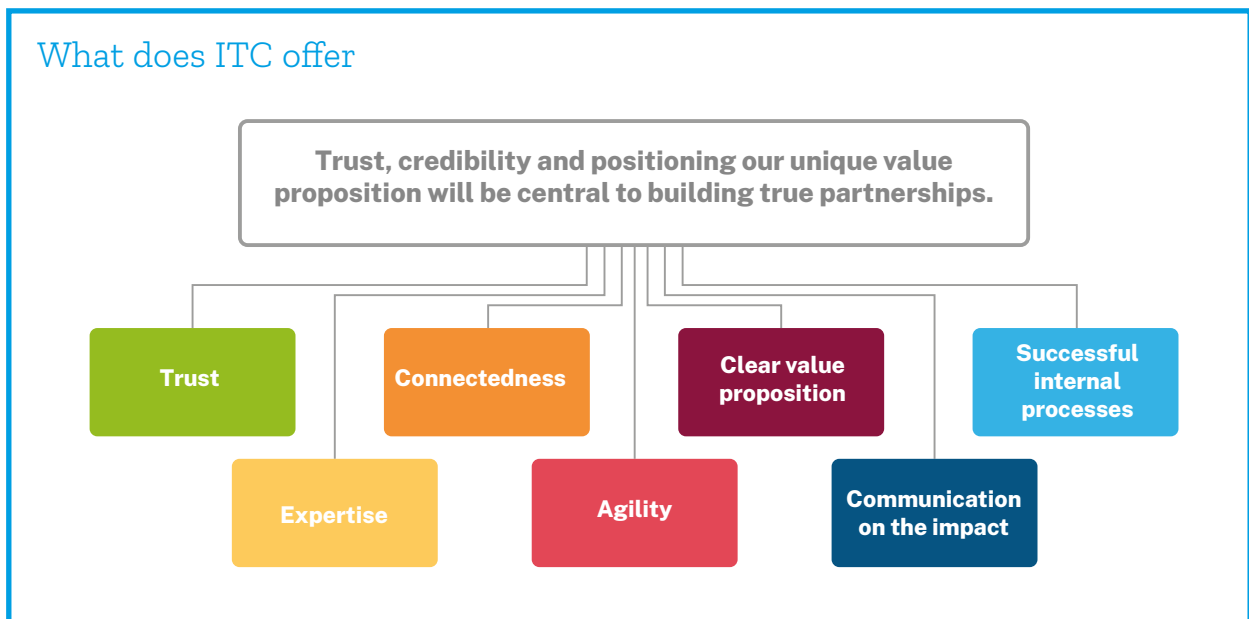 What does ITC offer
Trust, credibility and positioning our unique value
proposition will be central to building true partnerships.
Trust
Connectedness
Clear value
proposition
Successful
internal
processes
Expertise
Agility
Communication
on the impact